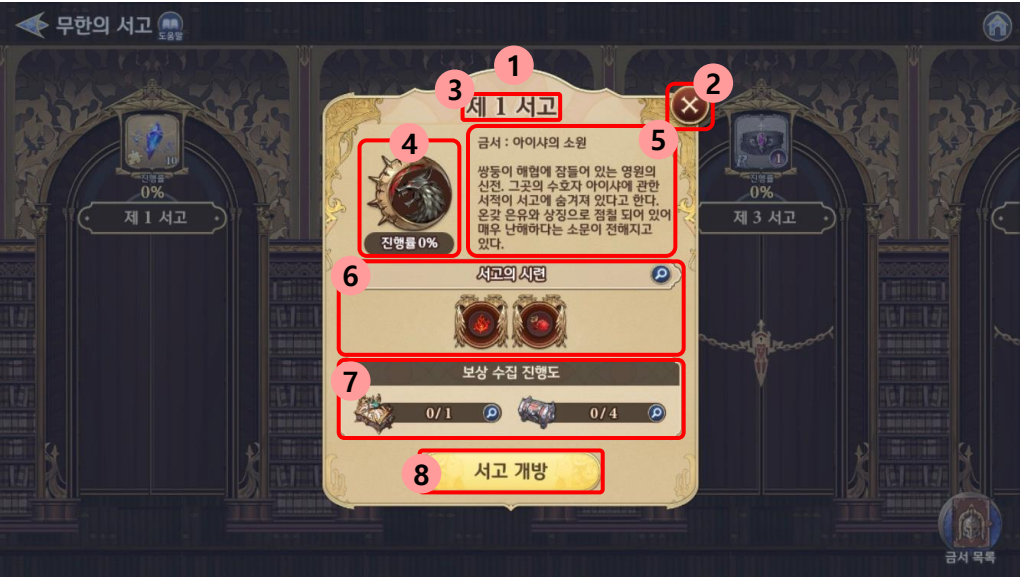 무한의 서고
도움말
1
2
3
제 1 서고
4
5
금서 : 아이샤의 소원
쌍둥이 해협에 잠들어 있는 영원의
신전. 그곳의 수호자 아이샤에 관한
서적이 서고에 숨겨져 있다고 한다.
온갖 은유와 상징으로 점철 되어 있어
매우 난해하다는 소문이 전해지고
있다.
진행률 0%
10
진행률
0%
제 1 서고
1
진행률
0%
제 3 서고
6
서고의 시련
7
보상 수집 진행도
0/1
0/4
8
서고 개방
금서 목록